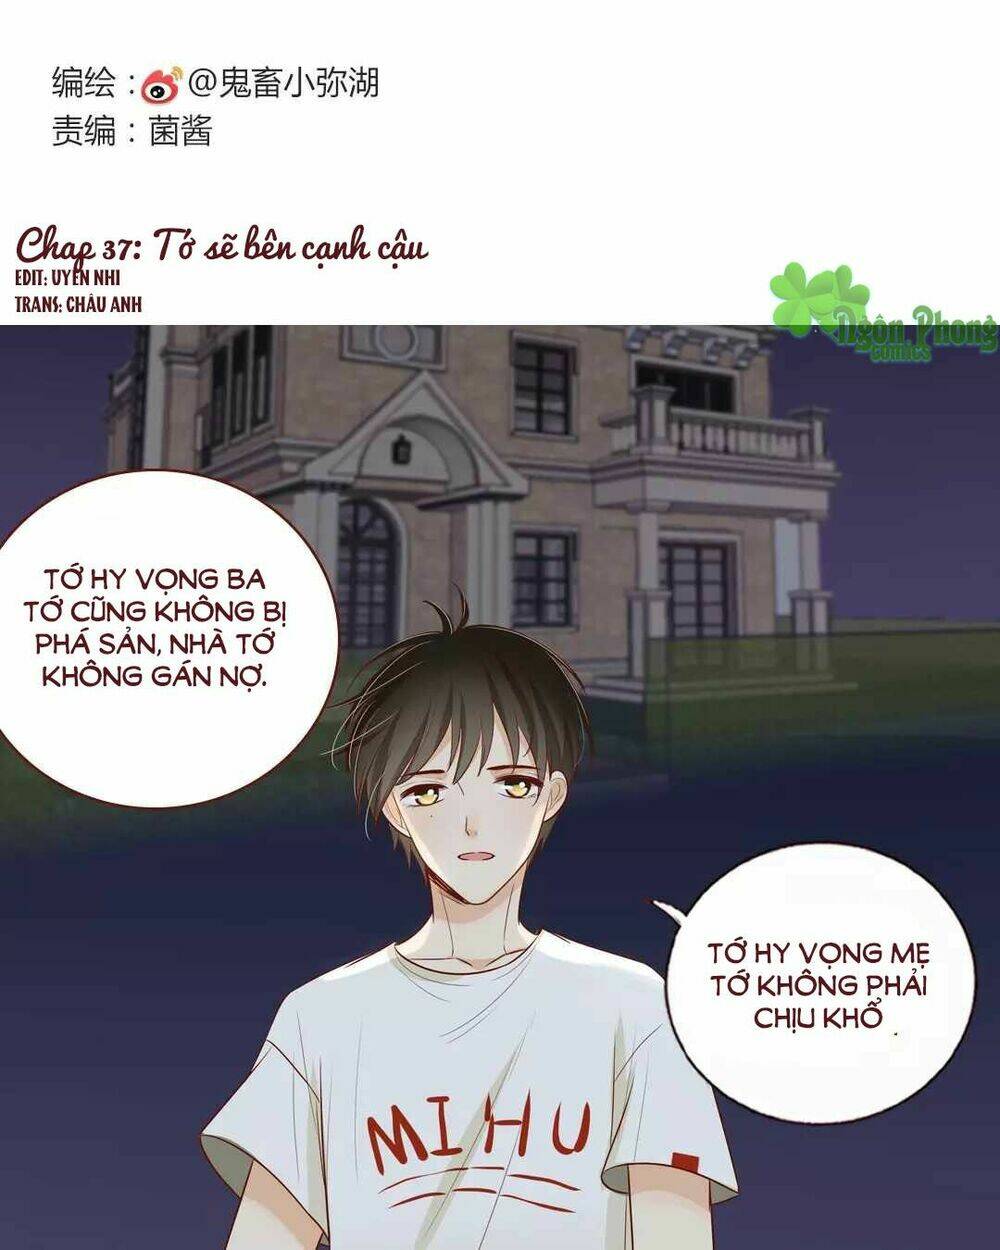 编绘：@鬼畜小弥湖
责编：菌酱
Chap 37: Tớ sẽ bên cạnh cậu
EDIT: UYÊN NHI
TRANS: CHÂU ANH
Ngôn Phong
comics
TỚ HY VỌNG BA
TỚ CŨNG KHÔNG BỊ
PHÁ SẢN, NHÀ TỚ
KHÔNG GÁN NỢ.
TỚ HY VỌNG MẸ
TỚ KHÔNG PHẢI
CHỊU KHỔ
MIHU